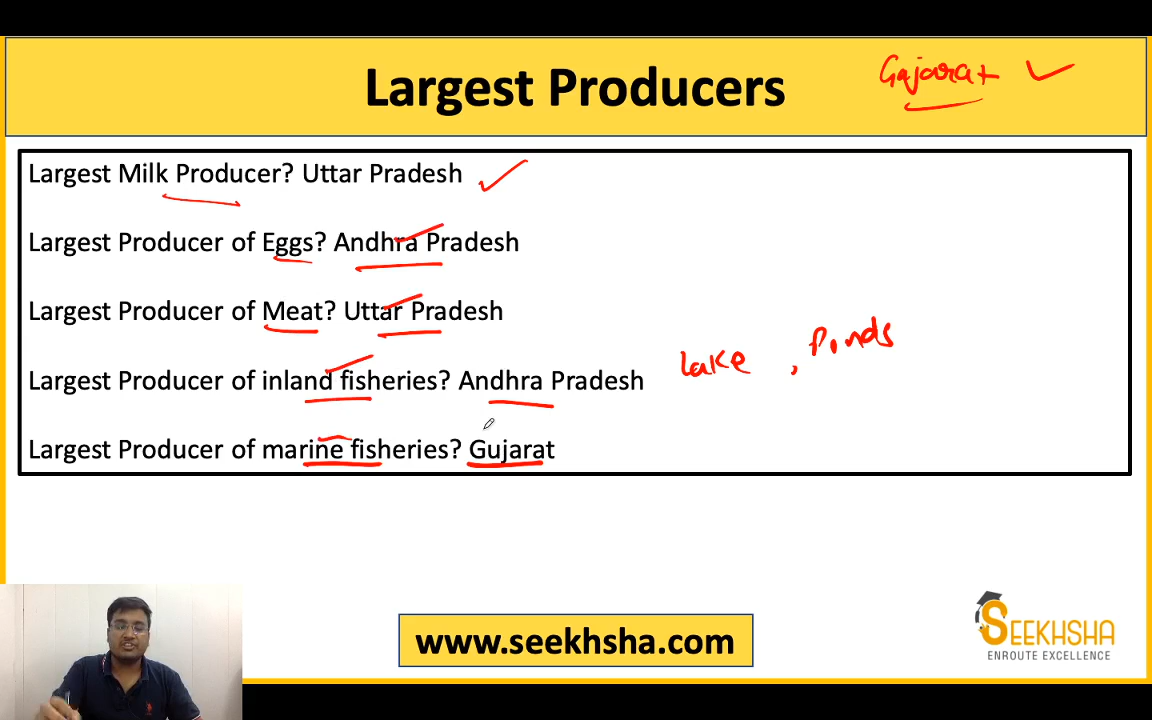 Largest Producers
Gujarat
Largest Milk Producer? Uttar Pradesh
Largest Producer of Eggs? Andhra Pradesh
Largest Producer of Meat? Uttar Pradesh
Lake, Ponds
Largest Producer of inland fisheries? Andhra Pradesh
Largest Producer of marine fisheries? Gujarat
www.seekhsha.com
SEEKHSHA
ENROUTE EXCELLENCE